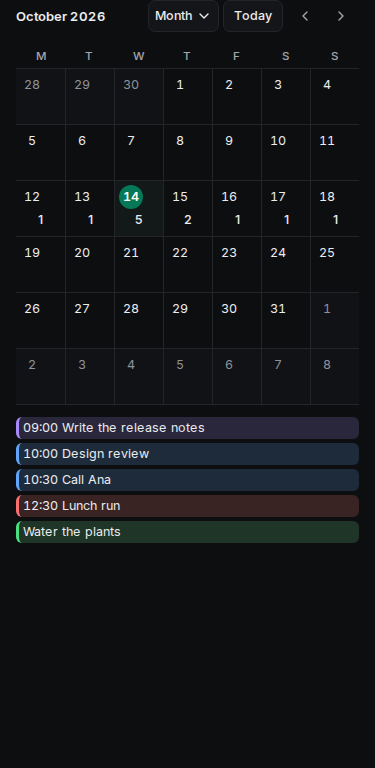 October 2026 Month Today
M T W T F S S
28 29 30 1 2 3 4
5 6 7 8 9 10 11
12 13 14 15 16 17 18
1 1 5 2 1 1 1
19 20 21 22 23 24 25
26 27 28 29 30 31 1
2 3 4 5 6 7 8
09:00 Write the release notes
10:00 Design review
10:30 Call Ana
12:30 Lunch run
Water the plants